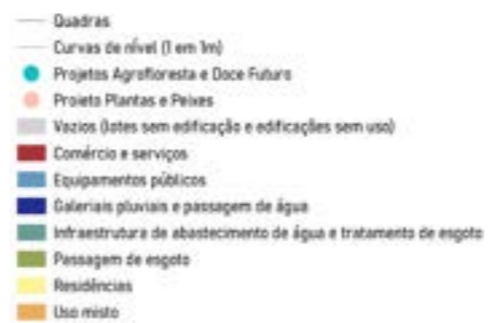 Quadras
Curvas de nível (1 em 1m)
Projetos Agrofloresta e Doce Futuro
Projeto Plantas e Peixes
Vazios (lotes sem edificação e edificações sem uso)
Comércio e serviços
Equipamentos públicos
Galeriais pluviais e passagem de água
Infraestrutura de abastecimento de água e tratamento de esgoto
Passagem de esgoto
Residências
Uso misto